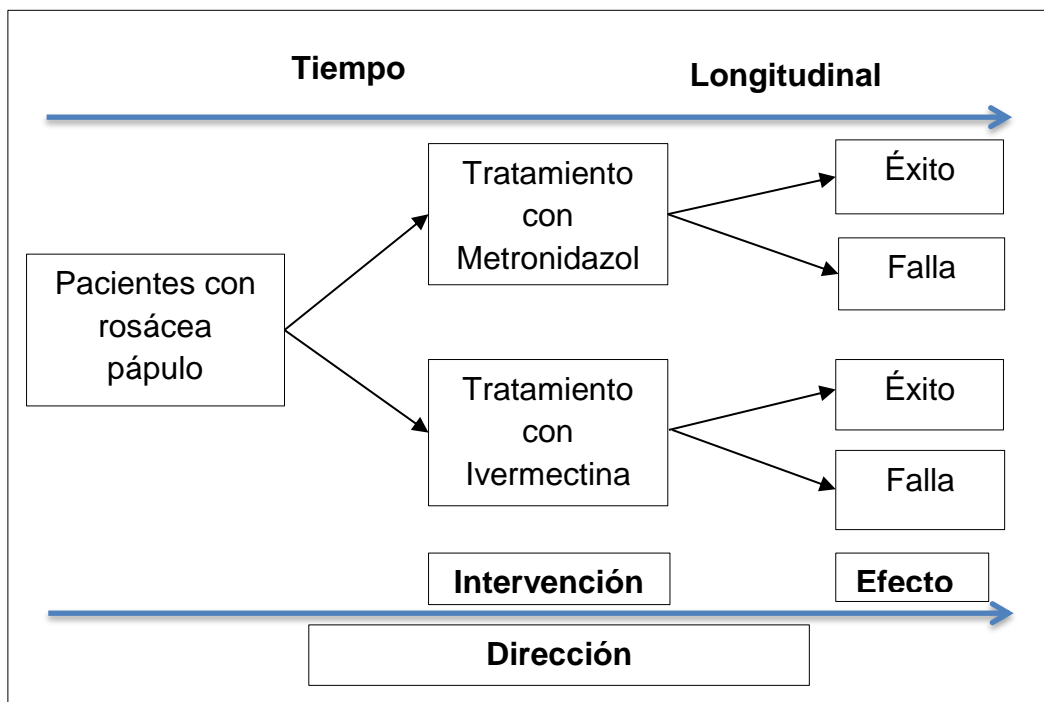 Tiempo
Longitudinal
Pacientes con
rosácea
pápulo
Tratamiento
con
Metronidazol
Éxito
Falla
Tratamiento
con
Ivermectina
Éxito
Falla
Intervención
Efecto
Dirección